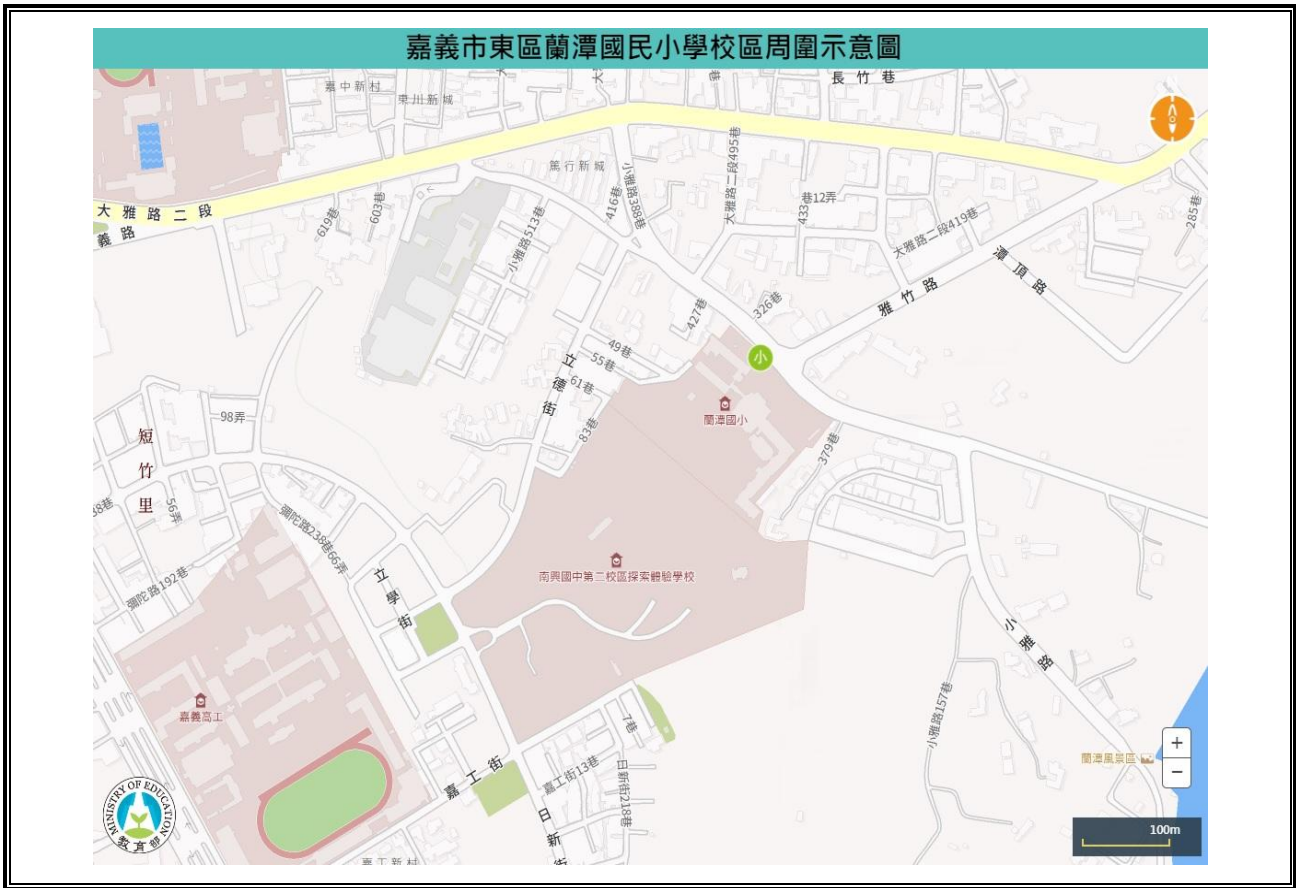 嘉義市東區蘭潭國民小學校區周圍示意圖
長竹巷
嘉中新村
東川新城
篤行新城
小雅路388巷
416巷
大雅路二段495巷
巷12弄
433
285巷
大雅路二段
義路
619巷
603巷
小雅路513巷
大雅路二段419巷
潭頂路
雅竹路
326巷
427巷
小
49巷
55巷
61巷
立德街
83巷
蘭潭國小
379巷
98弄
短竹里
56弄
38巷
彌陀路238巷66弄
彌陀路192巷
立學街
南興國中第二校區探索體驗學校
小雅路
小雅路157巷
嘉義高工
7巷
嘉工街
嘉工街13巷
日新街218巷
日新街
嘉工新村
蘭潭風景區
+
−
100m
MINISTRY OF EDUCATION
教育部